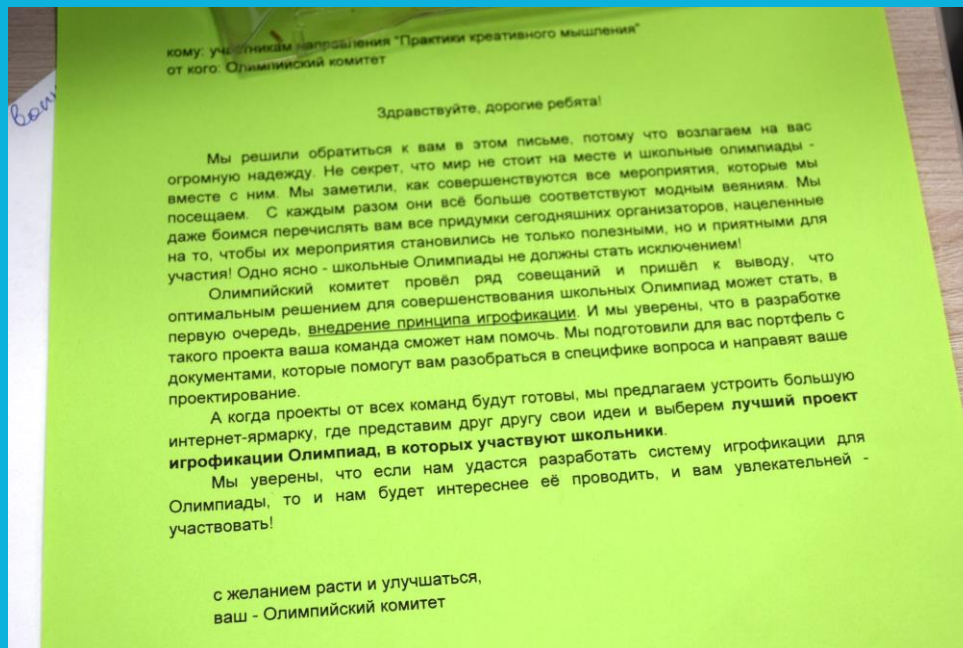 кому: участникам направления "Практики креативного мышления"
от кого: Олимпийский комитет
Здравствуйте, дорогие ребята!
Мы решили обратиться к вам в этом письме, потому что возлагаем на вас
огромную надежду. Не секрет, что мир не стоит на месте и школьные олимпиады -
вместе с ним. Мы заметили, как совершенствуются все мероприятия, которые мы
посещаем. С каждым разом они всё больше соответствуют модным веяниям. Мы
даже боимся перечислять вам все придумки сегодняшних организаторов, нацеленные
на то, чтобы их мероприятия становились не только полезными, но и приятными для
участия! Одно ясно - школьные Олимпиады не должны стать исключением!
Олимпийский комитет провёл ряд совещаний и пришёл к выводу, что
оптимальным решением для совершенствования школьных Олимпиад может стать, в
первую очередь, внедрение принципа игрофикации. И мы уверены, что в разработке
такого проекта ваша команда сможет нам помочь. Мы подготовили для вас портфель с
документами, которые помогут вам разобраться в специфике вопроса и направят ваше
проектирование.
А когда проекты от всех команд будут готовы, мы предлагаем устроить большую
интернет-ярмарку, где представим друг другу свои идеи и выберем лучший проект
игрофикации Олимпиад, в которых участвуют школьники.
Мы уверены, что если нам удастся разработать систему игрофикации для
Олимпиады, то и нам будет интереснее её проводить, и вам увлекательней -
участвовать!
с желанием расти и улучшаться,
ваш - Олимпийский комитет